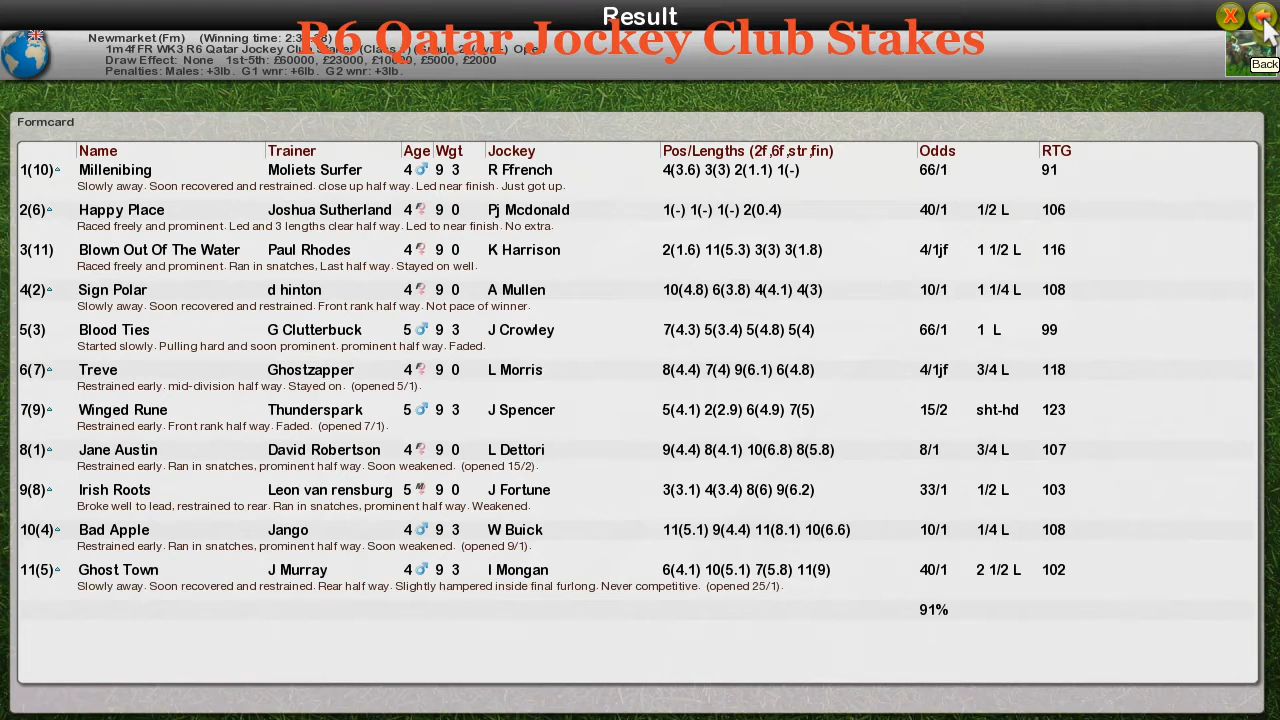 Result
R6 Qatar Jockey Club Stakes
Newmarket (Fm) (Winning time: 2:3
1m4f FR WK3 R6 Qatar Jockey Club Stakes (Class
Draw Effect: None 1st-5th: £60000, £23000, £10000, £5000, £2000
Penalties: Males: +3lb. G1 wnr: +6lb. G2 wnr: +3lb.
Back
Formcard
Name Trainer Age Wgt Jockey Pos/Lengths (2f,6f,str,fin) Odds RTG
1(10) Millenibing Moliets Surfer 4 9 3 R Ffrench 4(3.6) 3(3) 2(1.1) 1(-) 66/1 91
Slowly away. Soon recovered and restrained. close up half way. Led near finish. Just got up.
2(6) Happy Place Joshua Sutherland 4 9 0 Pj Mcdonald 1(-) 1(-) 1(-) 2(0.4) 40/1 1/2 L 106
Raced freely and prominent. Led and 3 lengths clear half way. Led to near finish. No extra.
3(11) Blown Out Of The Water Paul Rhodes 4 9 0 K Harrison 2(1.6) 11(5.3) 3(3) 3(1.8) 4/1jf 1 1/2 L 116
Raced freely and prominent. Ran in snatches, Last half way. Stayed on well.
4(2) Sign Polar d hinton 4 9 0 A Mullen 10(4.8) 6(3.8) 4(4.1) 4(3) 10/1 1 1/4 L 108
Slowly away. Soon recovered and restrained. Front rank half way. Not pace of winner.
5(3) Blood Ties G Clutterbuck 5 9 3 J Crowley 7(4.3) 5(3.4) 5(4.8) 5(4) 66/1 1 L 99
Started slowly. Pulling hard and soon prominent. prominent half way. Faded.
6(7) Treve Ghostzapper 4 9 0 L Morris 8(4.4) 7(4) 9(6.1) 6(4.8) 4/1jf 3/4 L 118
Restrained early. mid-division half way. Stayed on. (opened 5/1).
7(9) Winged Rune Thunderspark 5 9 3 J Spencer 5(4.1) 2(2.9) 6(4.9) 7(5) 15/2 sht-hd 123
Restrained early. Front rank half way. Faded. (opened 7/1).
8(1) Jane Austin David Robertson 4 9 0 L Dettori 9(4.4) 8(4.1) 10(6.8) 8(5.8) 8/1 3/4 L 107
Restrained early. Ran in snatches, prominent half way. Soon weakened. (opened 15/2).
9(8) Irish Roots Leon van rensburg 5 9 0 J Fortune 3(3.1) 4(3.4) 8(6) 9(6.2) 33/1 1/2 L 103
Broke well to lead, restrained to rear. Ran in snatches, prominent half way. Weakened.
10(4) Bad Apple Jango 4 9 3 W Buick 11(5.1) 9(4.4) 11(8.1) 10(6.6) 10/1 1/4 L 108
Restrained early. Ran in snatches, prominent half way. Soon weakened. (opened 9/1).
11(5) Ghost Town J Murray 4 9 3 I Mongan 6(4.1) 10(5.1) 7(5.8) 11(9) 40/1 2 1/2 L 102
Slowly away. Soon recovered and restrained. Rear half way. Slightly hampered inside final furlong. Never competitive. (opened 25/1).
91%